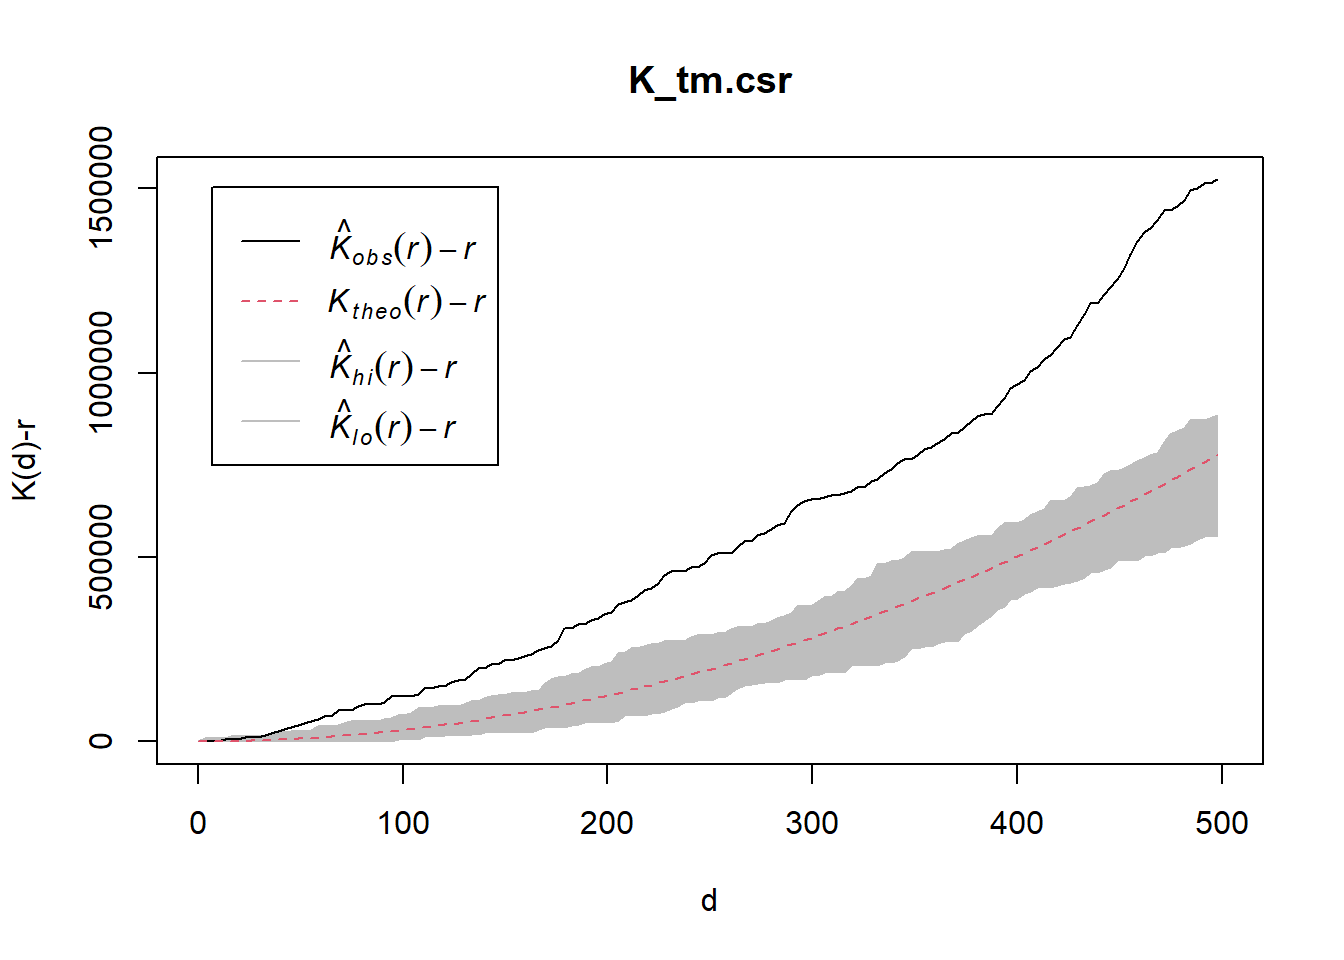 K_tm.csr
K̂obs(r) − r
Ktheo(r) − r
K̂hi(r) − r
K̂lo(r) − r
K(d)-r
1500000
1000000
500000
0
0 100 200 300 400 500
d